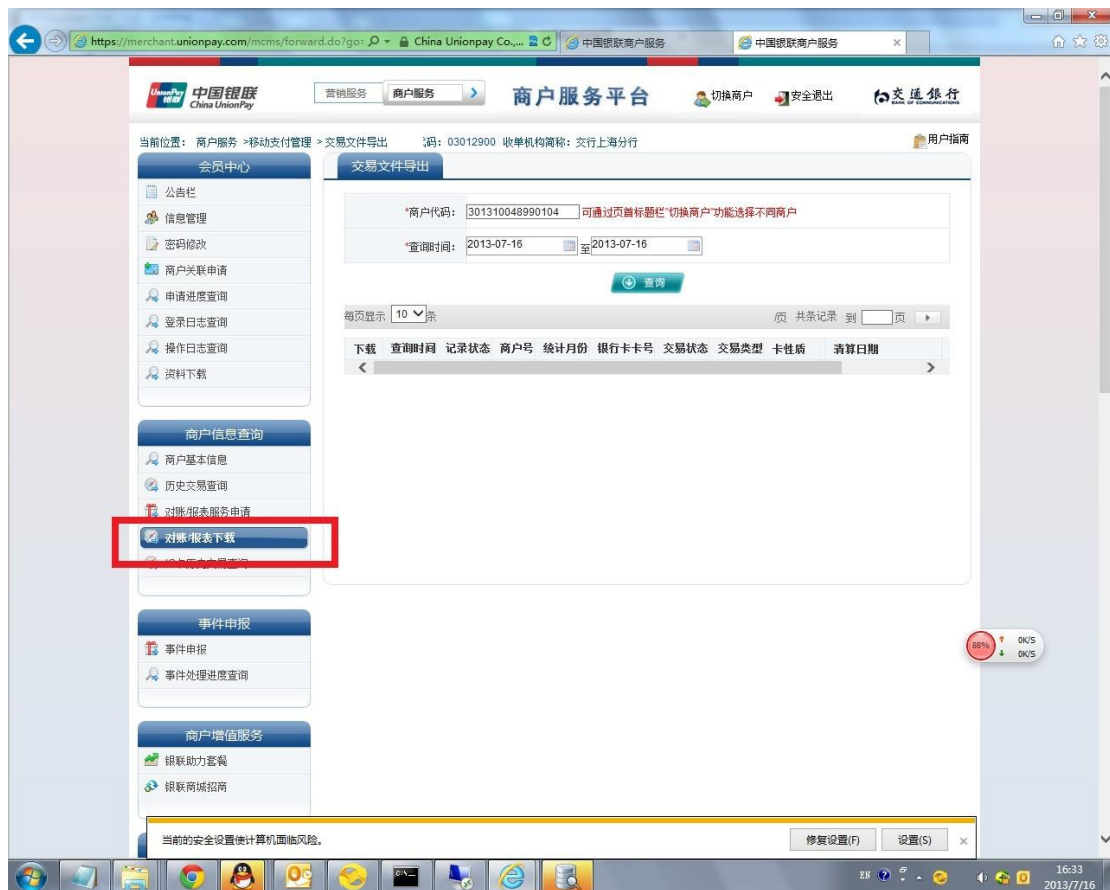 https://merchant.unionpay.com/mcms/forward.do?go= China Unionpay Co.,... 中国银联商户服务 中国银联商户服务 ×
UnionPay 银联 中国银联 China UnionPay 营销服务 商户服务 商户服务平台 切换商户 安全退出 交通银行 BANK OF COMMUNICATIONS
当前位置: 商户服务 >移动支付管理 >交易文件导出 码: 03012900 收单机构简称: 交行上海分行 用户指南
会员中心
公告栏
信息管理
密码修改
商户关联申请
申请进度查询
登录日志查询
操作日志查询
资料下载
商户信息查询
商户基本信息
历史交易查询
对账/报表服务申请
对账/报表下载
历史交易查询
事件申报
事件申报
事件处理进度查询
商户增值服务
银联助力套餐
银联商城招商
交易文件导出
*商户代码: 301310048990104 可通过页首标题栏"切换商户"功能选择不同商户
*查询时间: 2013-07-16 至 2013-07-16
查询
每页显示 10 条 /页 共条记录 到 页
下载 查询时间 记录状态 商户号 统计月份 银行卡卡号 交易状态 交易类型 卡性质 清算日期
88% 0K/S
0K/S
当前的安全设置使计算机面临风险。 修复设置(F) 设置(S) ×
EN 16:33
2013/7/16